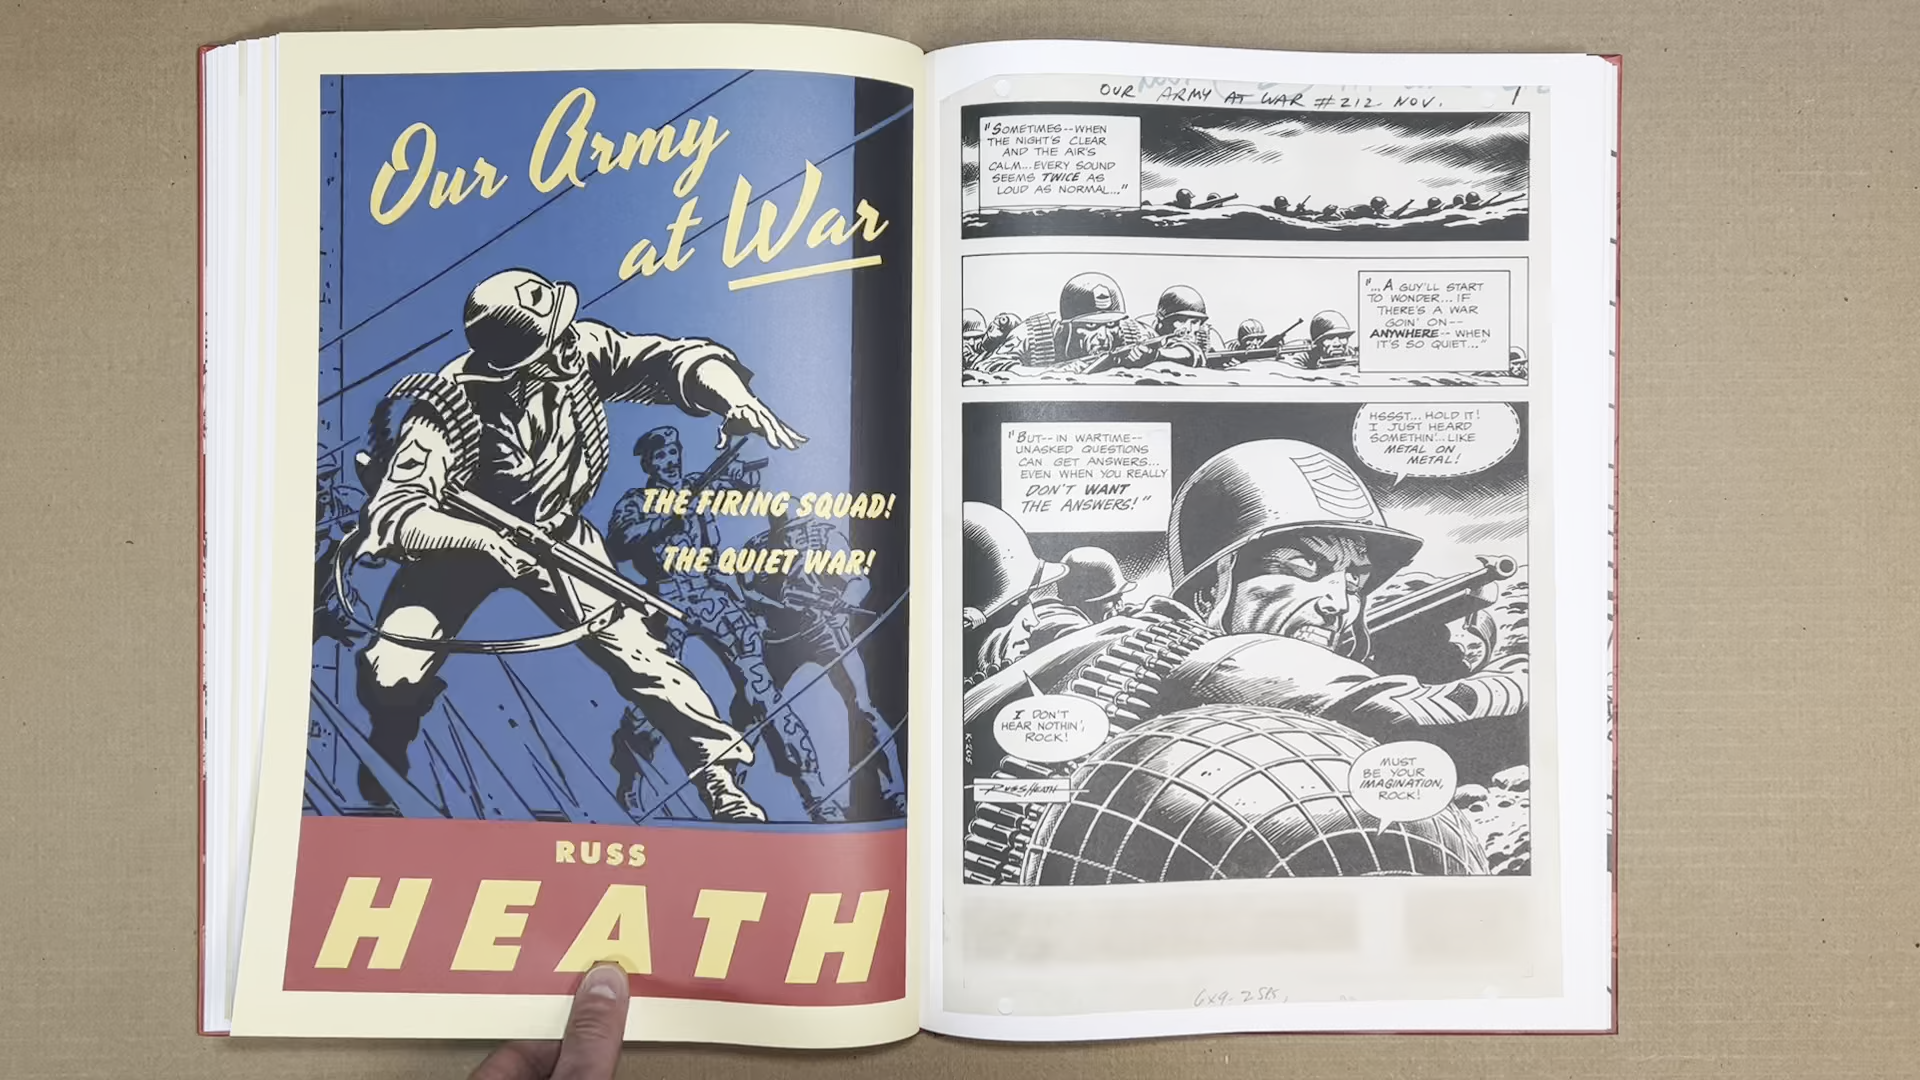 Our Army
at War
THE FIRING SQUAD!
THE QUIET WAR!
RUSS
HEATH
OUR ARMY AT WAR #212 NOV.
"SOMETIMES--WHEN
THE NIGHT'S CLEAR
AND THE AIR'S
CALM...EVERY SOUND
SEEMS TWICE AS
LOUD AS NORMAL..."
"...A GUY'LL START
TO WONDER... IF
THERE'S A WAR
GOIN' ON--
ANYWHERE--WHEN
IT'S SO QUIET..."
"BUT--IN WARTIME--
UNASKED QUESTIONS
CAN GET ANSWERS...
EVEN WHEN YOU REALLY
DON'T WANT
THE ANSWERS!"
HSSST... HOLD IT!
I JUST HEARD
SOMETHIN'...LIKE
METAL ON
METAL!
I DON'T
HEAR NOTHIN',
ROCK!
MUST
BE YOUR
IMAGINATION,
ROCK!
RUSS HEATH